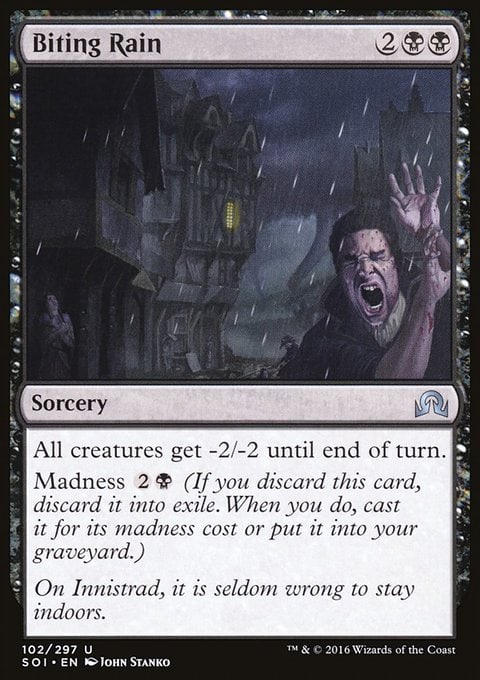 Biting Rain 2
Sorcery
All creatures get -2/-2 until end of turn.
Madness 2 (If you discard this card,
discard it into exile. When you do, cast
it for its madness cost or put it into your
graveyard.)
On Innistrad, it is seldom wrong to stay
indoors.
102/297 U
SOI • EN John Stanko
™ & © 2016 Wizards of the Coast